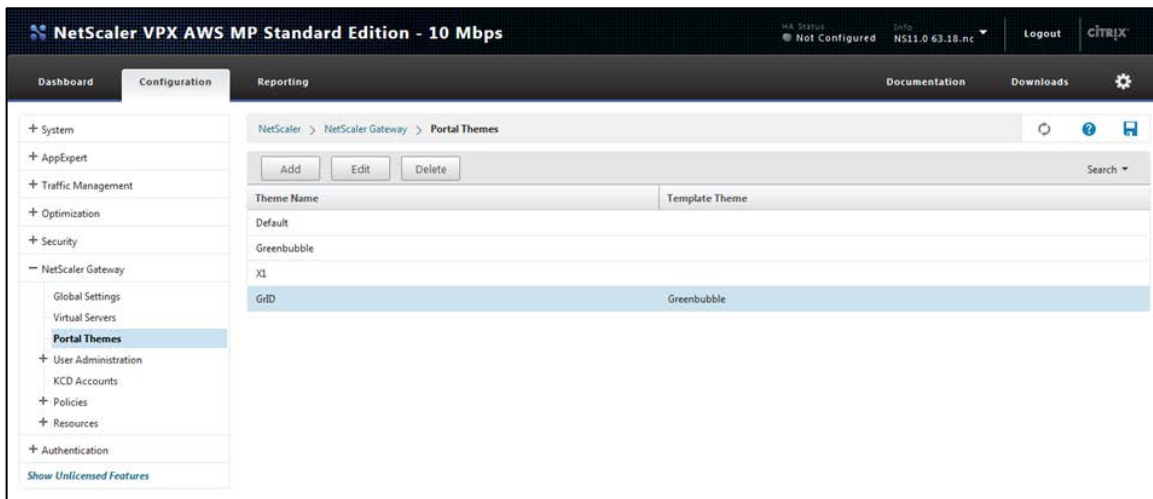 NetScaler VPX AWS MP Standard Edition - 10 Mbps
HA Status
Not Configured
Info
NS11.0 63.18.nc
Logout
CITRIX
Dashboard
Configuration
Reporting
Documentation
Downloads
+ System
+ AppExpert
+ Traffic Management
+ Optimization
+ Security
− NetScaler Gateway
Global Settings
Virtual Servers
Portal Themes
+ User Administration
KCD Accounts
+ Policies
+ Resources
+ Authentication
Show Unlicensed Features
NetScaler > NetScaler Gateway > Portal Themes
Add Edit Delete
Search
Theme Name Template Theme
Default
Greenbubble
X1
GrID Greenbubble